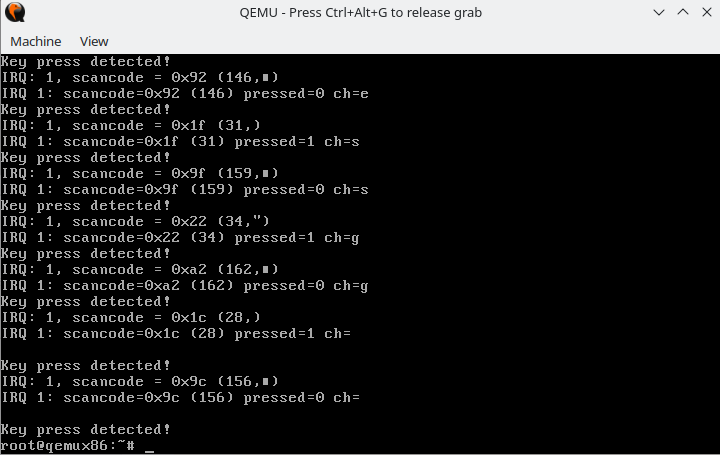 QEMU - Press Ctrl+Alt+G to release grab
Machine View
Key press detected!
IRQ: 1, scancode = 0x92 (146,∎)
IRQ 1: scancode=0x92 (146) pressed=0 ch=e
Key press detected!
IRQ: 1, scancode = 0x1f (31,)
IRQ 1: scancode=0x1f (31) pressed=1 ch=s
Key press detected!
IRQ: 1, scancode = 0x9f (159,∎)
IRQ 1: scancode=0x9f (159) pressed=0 ch=s
Key press detected!
IRQ: 1, scancode = 0x22 (34,")
IRQ 1: scancode=0x22 (34) pressed=1 ch=g
Key press detected!
IRQ: 1, scancode = 0xa2 (162,∎)
IRQ 1: scancode=0xa2 (162) pressed=0 ch=g
Key press detected!
IRQ: 1, scancode = 0x1c (28,)
IRQ 1: scancode=0x1c (28) pressed=1 ch=
Key press detected!
IRQ: 1, scancode = 0x9c (156,∎)
IRQ 1: scancode=0x9c (156) pressed=0 ch=
Key press detected!
root@qemux86:~# _